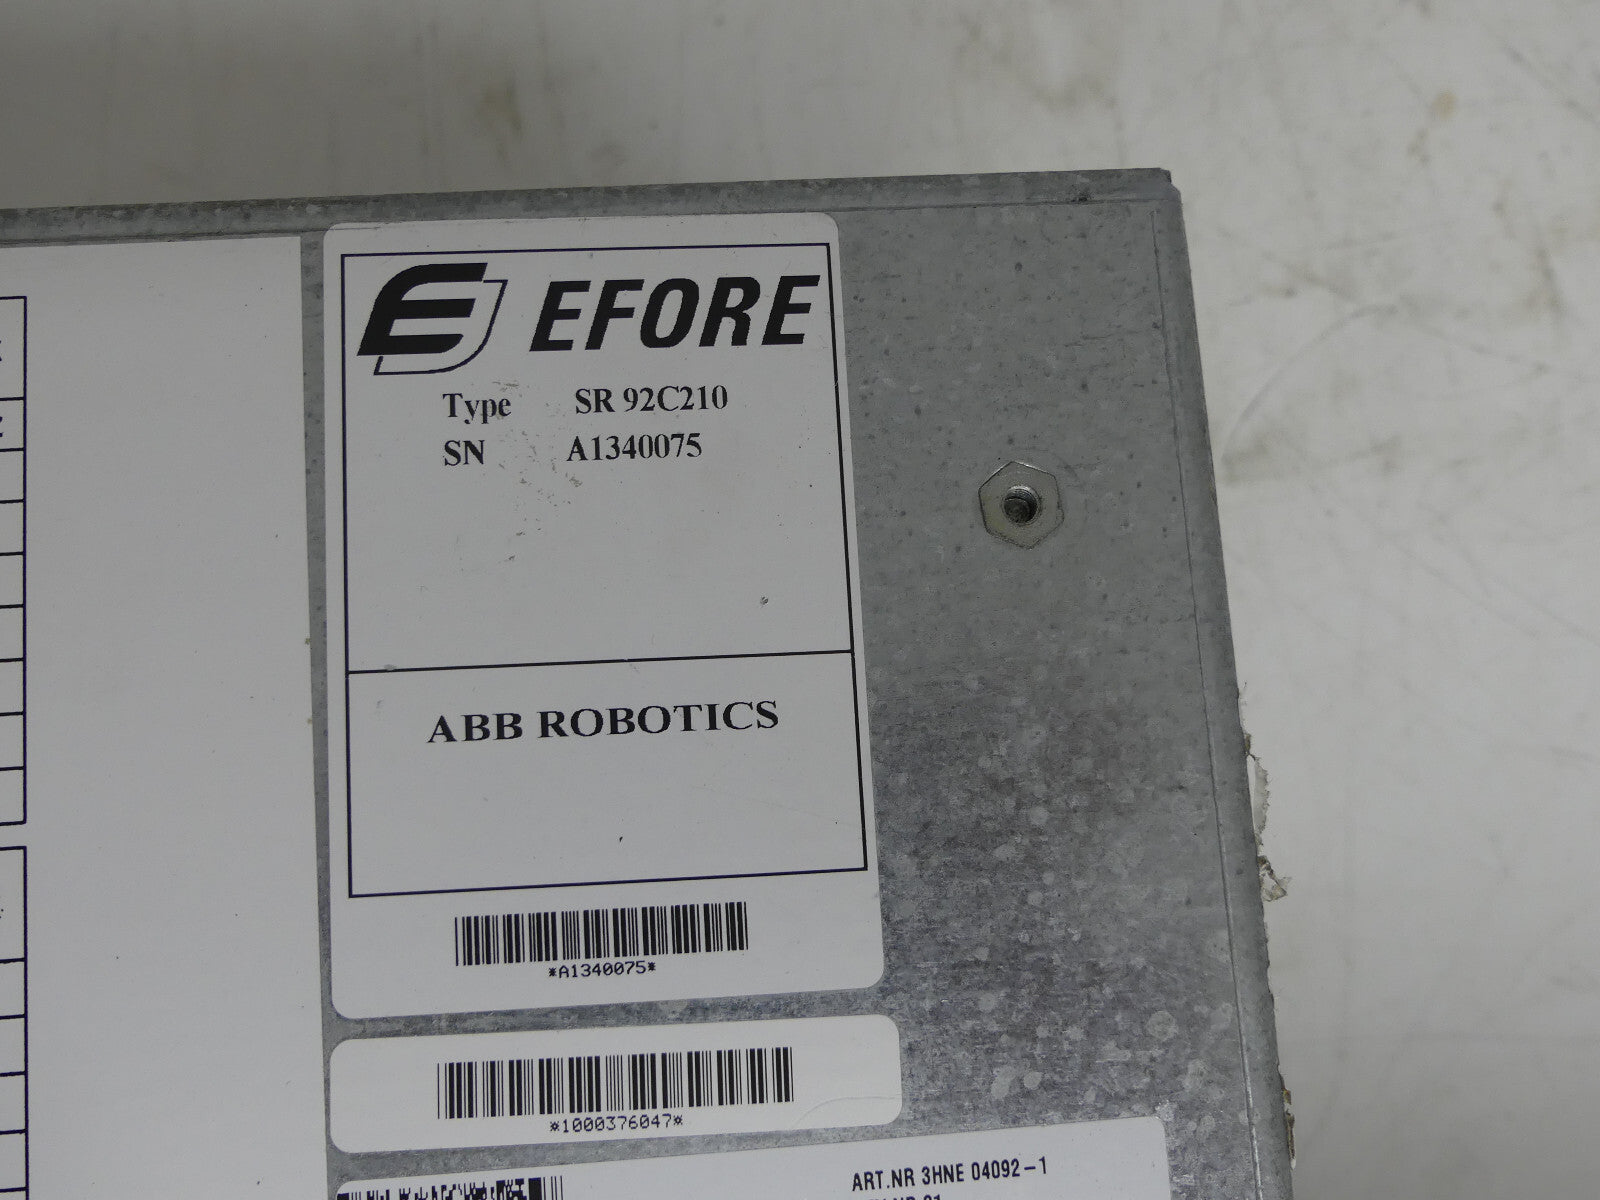 EFORE
Type SR 92C210
SN A1340075
ABB ROBOTICS
*A1340075*
*1000376047*
ART.NR 3HNE 04092-1